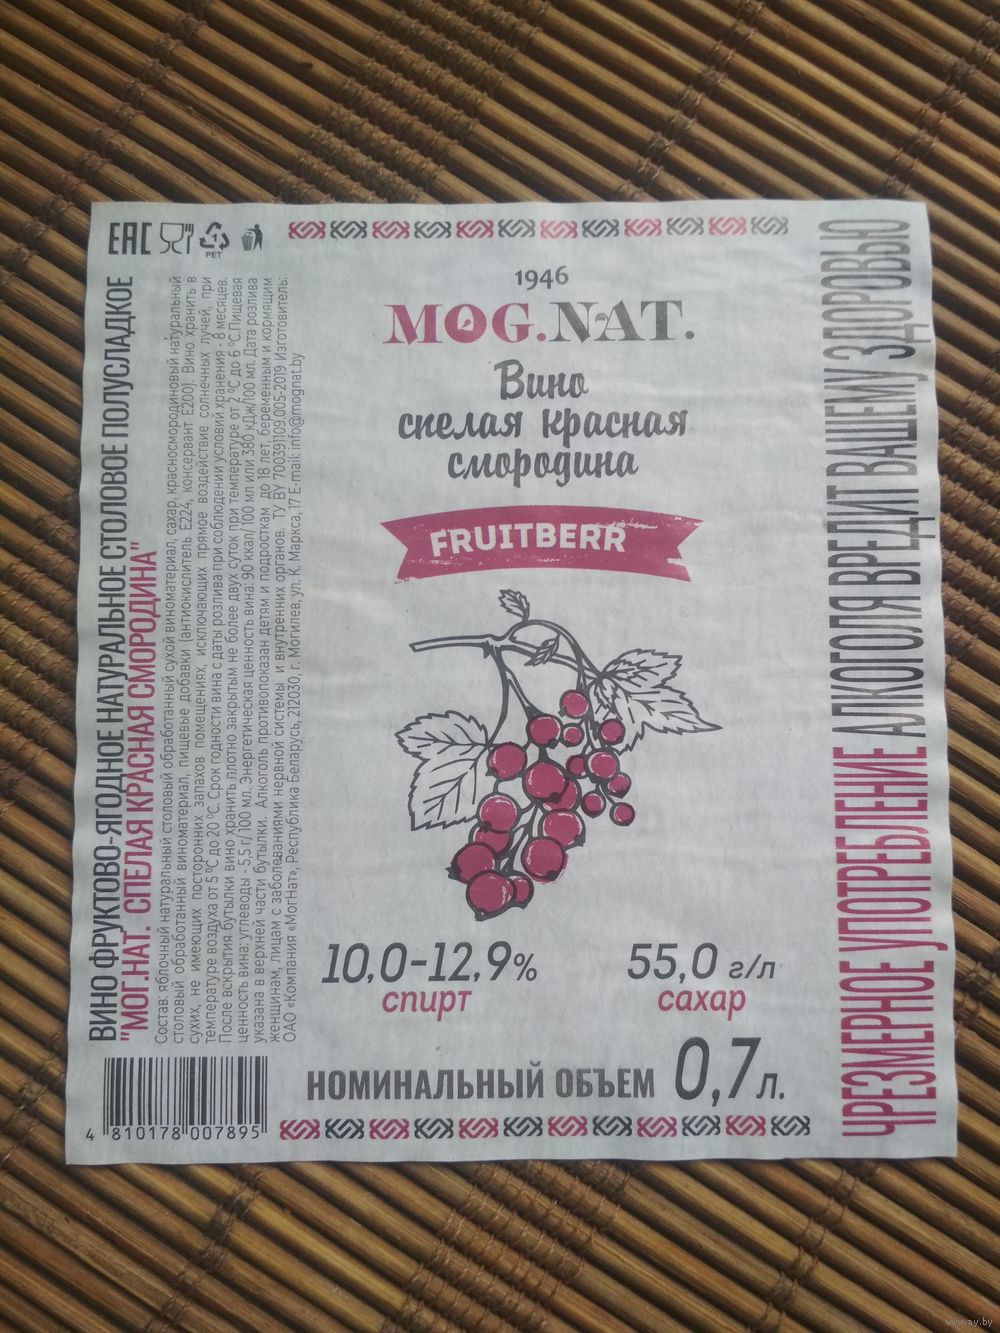 EAC
1
PET
1946
MOG.NAT.
Вино
спелая красная
смородина
FRUITBERR
10,0-12,9%
спирт
55,0 г/л
сахар
НОМИНАЛЬНЫЙ ОБЪЕМ 0,7л.
ВИНО ФРУКТОВО-ЯГОДНОЕ НАТУРАЛЬНОЕ СТОЛОВОЕ ПОЛУСЛАДКОЕ
"МОГ.НАТ. СПЕЛАЯ КРАСНАЯ СМОРОДИНА"
Состав: яблочный натуральный столовый обработанный сухой виноматериал, сахар, красносмородиновый натуральный
столовый обработанный виноматериал, пищевые добавки (антиокислитель Е224, консервант Е200). Вино хранить в
сухих, не имеющих посторонних запахов помещениях, исключающих прямое воздействие солнечных лучей, при
температуре воздуха от 5 °С до 20 °С. Срок годности вина с даты розлива при соблюдении условий хранения - 8 месяцев.
После вскрытия бутылки вино хранить плотно закрытым не более двух суток при температуре от 2 °С до 6 °С.Пищевая
ценность вина: углеводы - 5,5 г/100 мл. Энергетическая ценность вина: 90 ккал/100 мл или 380 кДж/100 мл. Дата розлива
указана в верхней части бутылки. Алкоголь противопоказан детям и подросткам до 18 лет, беременным и кормящим
женщинам, лицам с заболеваниями нервной системы и внутренних органов. ТУ BY 700391109.005-2019 Изготовитель:
ОАО «Компания «МогНат», Республика Беларусь, 212030, г. Могилев, ул. К. Маркса, 17 E-mail: info@mognat.by
4 810178 007895
ЧРЕЗМЕРНОЕ УПОТРЕБЛЕНИЕ АЛКОГОЛЯ ВРЕДИТ ВАШЕМУ ЗДОРОВЬЮ
www.ay.by